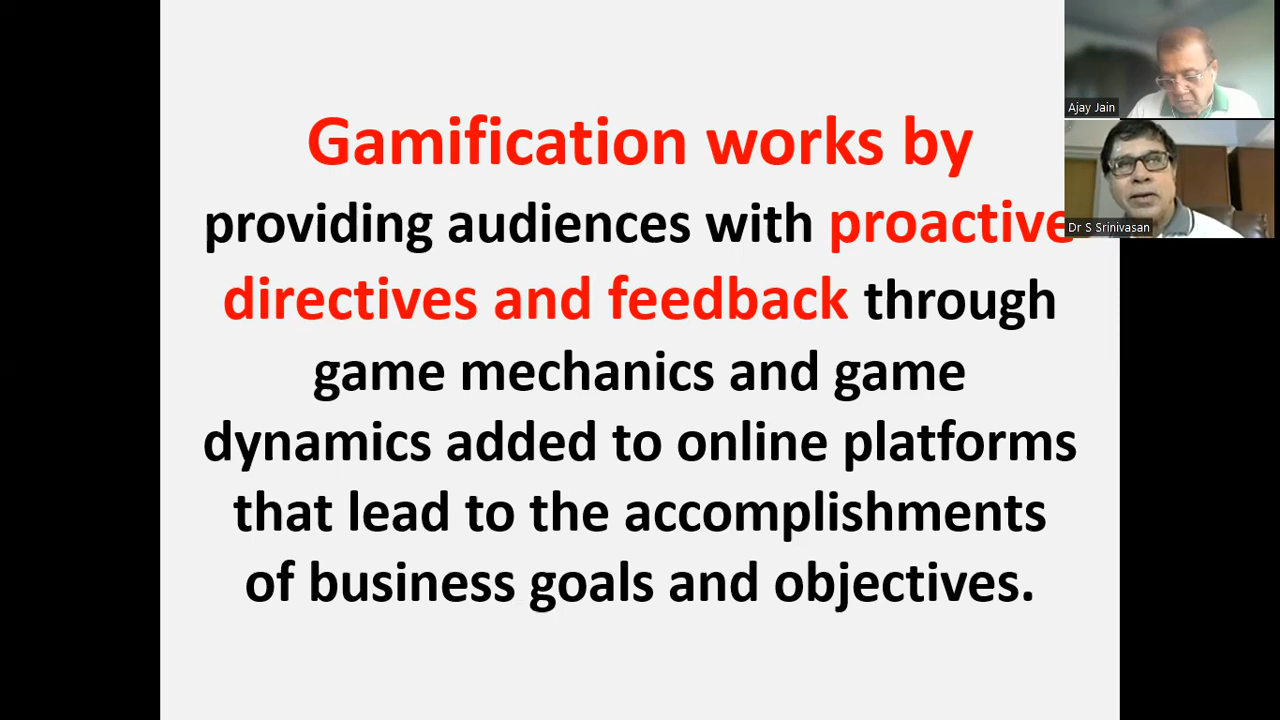 Gamification works by
providing audiences with proactive
directives and feedback through
game mechanics and game
dynamics added to online platforms
that lead to the accomplishments
of business goals and objectives.
Ajay Jain
Dr S Srinivasan